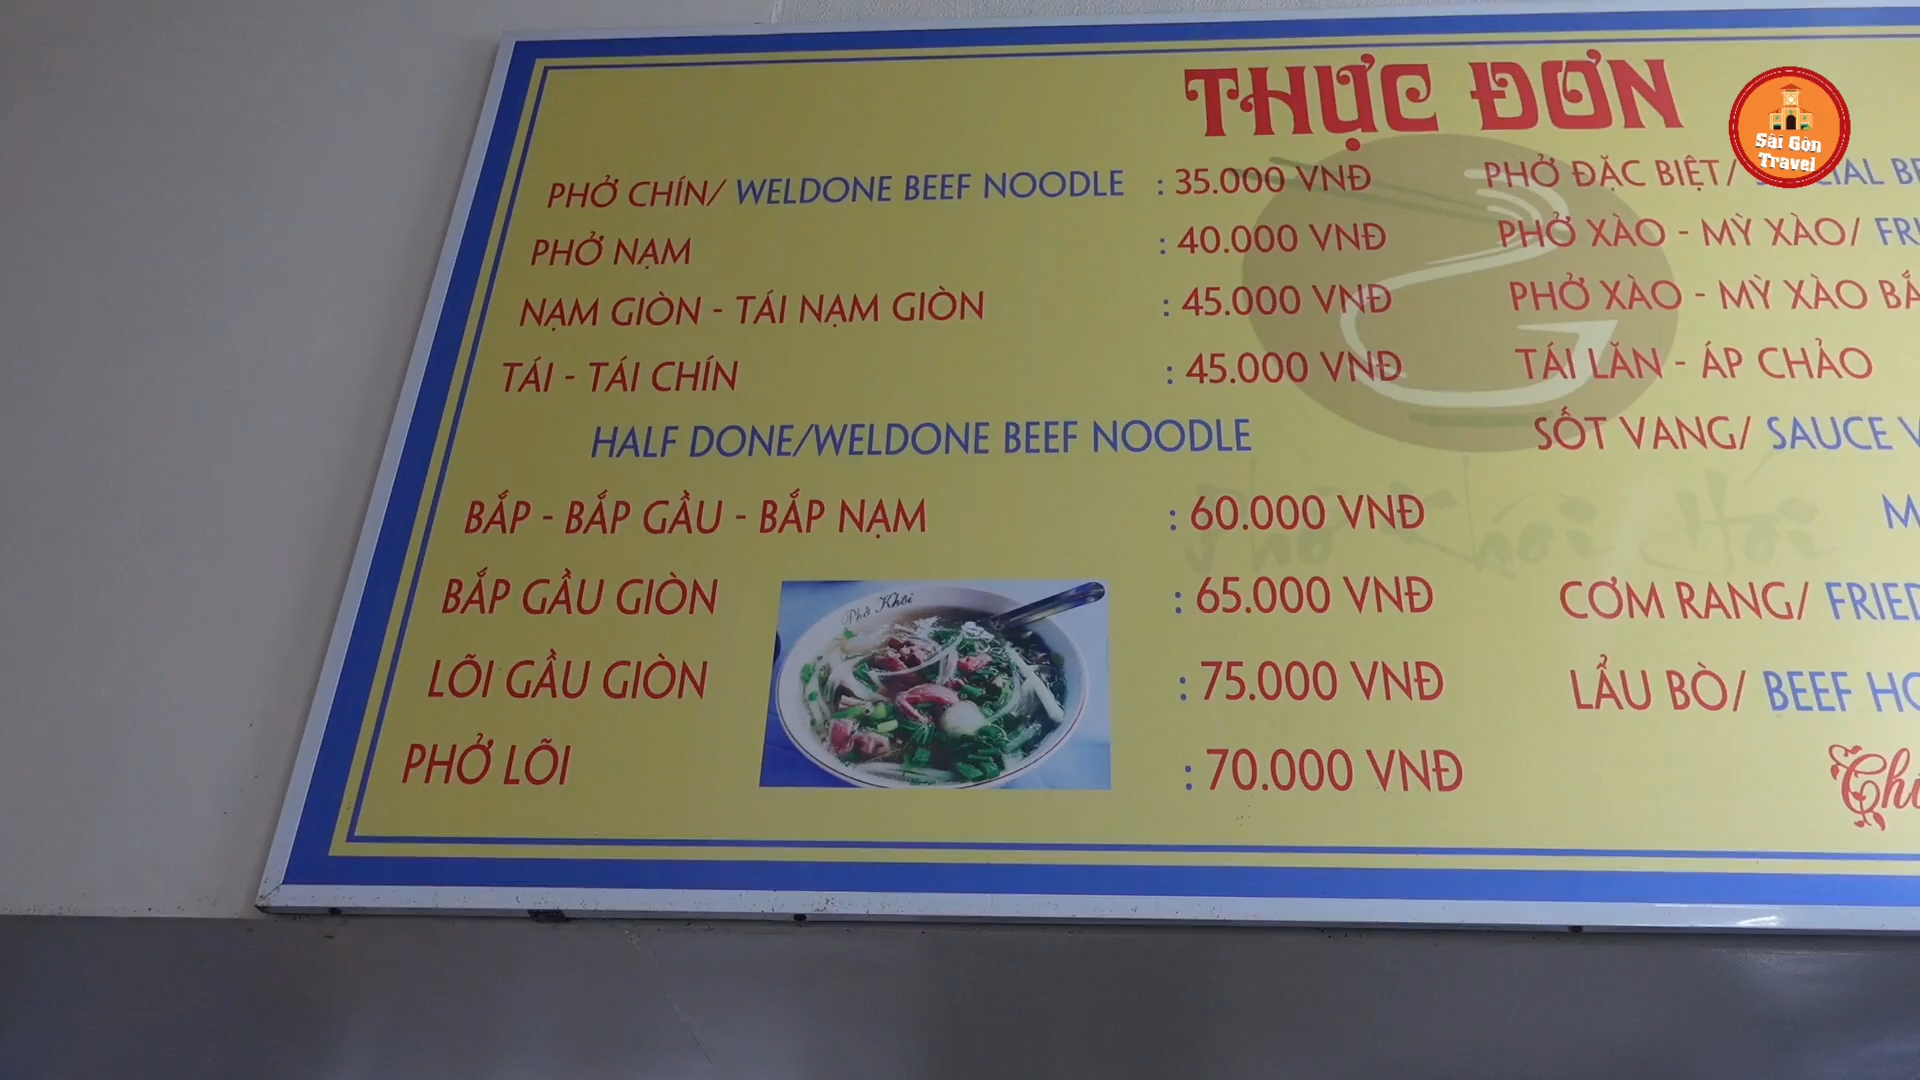 THỰC ĐƠN
Sài Gòn
Travel
PHỞ CHÍN/ WELDONE BEEF NOODLE : 35.000 VNĐ
PHỞ NẠM : 40.000 VNĐ
NẠM GIÒN - TÁI NẠM GIÒN : 45.000 VNĐ
TÁI - TÁI CHÍN : 45.000 VNĐ
HALF DONE/WELDONE BEEF NOODLE
BẮP - BẮP GẦU - BẮP NẠM : 60.000 VNĐ
BẮP GẦU GIÒN : 65.000 VNĐ
LÕI GẦU GIÒN : 75.000 VNĐ
PHỞ LÕI : 70.000 VNĐ
Phở Khôi
PHỞ ĐẶC BIỆT/
PHỞ XÀO - MỲ XÀO/
PHỞ XÀO - MỲ XÀO
TÁI LĂN - ÁP CHẢO
SỐT VANG/ SAUCE
CƠM RANG/
LẨU BÒ/ BEEF